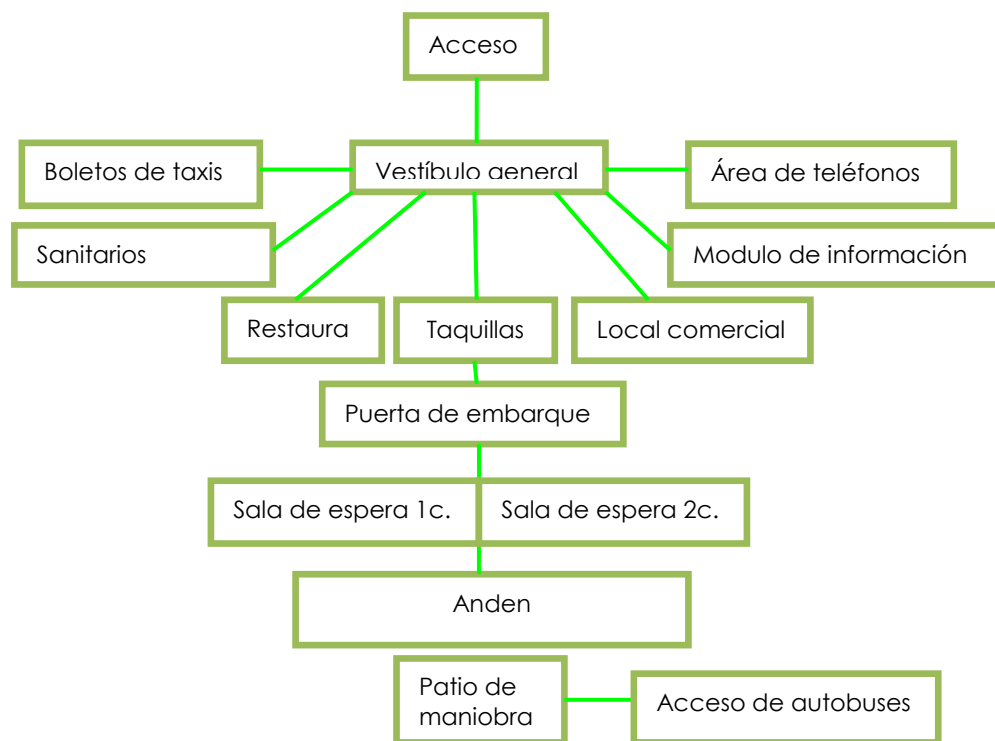 Acceso
Boletos de taxis
Vestíbulo general
Área de teléfonos
Sanitarios
Modulo de información
Restaura
Taquillas
Local comercial
Puerta de embarque
Sala de espera 1c.
Sala de espera 2c.
Anden
Patio de
maniobra
Acceso de autobuses